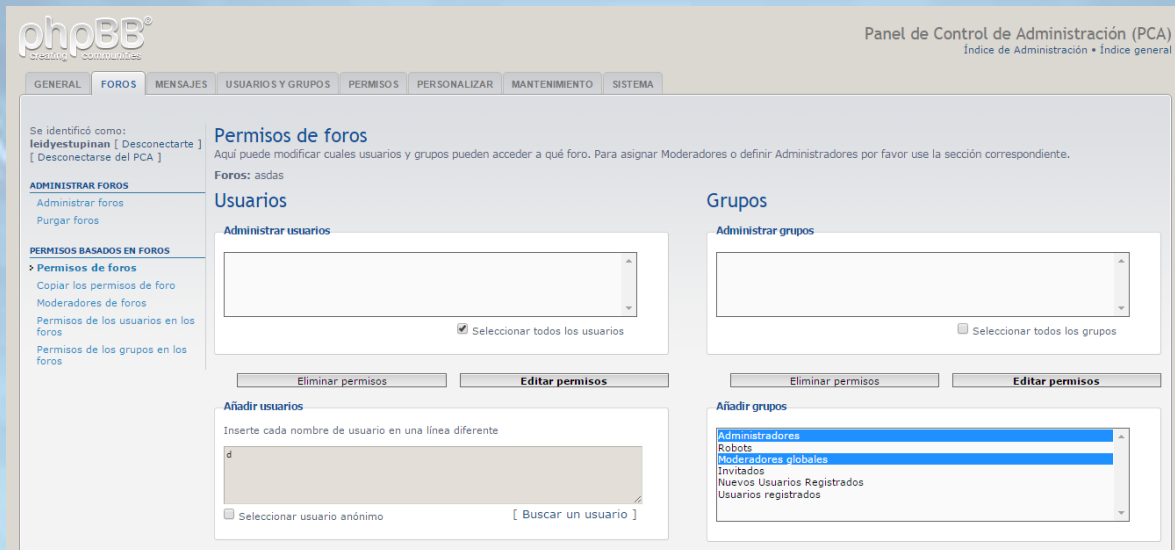 phpBB®
creating communities
Panel de Control de Administración (PCA)
Índice de Administración • Índice general
GENERAL FOROS MENSAJES USUARIOS Y GRUPOS PERMISOS PERSONALIZAR MANTENIMIENTO SISTEMA
Se identificó como:
leidyestupinan [ Desconectarte ]
[ Desconectarse del PCA ]
ADMINISTRAR FOROS
Administrar foros
Purgar foros
PERMISOS BASADOS EN FOROS
Permisos de foros
Copiar los permisos de foro
Moderadores de foros
Permisos de los usuarios en los
foros
Permisos de los grupos en los
foros
Permisos de foros
Aquí puede modificar cuales usuarios y grupos pueden acceder a qué foro. Para asignar Moderadores o definir Administradores por favor use la sección correspondiente.
Foros: asdas
Usuarios
Administrar usuarios
Seleccionar todos los usuarios
Eliminar permisos Editar permisos
Añadir usuarios
Inserte cada nombre de usuario en una línea diferente
d
Seleccionar usuario anónimo [ Buscar un usuario ]
Grupos
Administrar grupos
Seleccionar todos los grupos
Eliminar permisos Editar permisos
Añadir grupos
Administradores
Robots
Moderadores globales
Invitados
Nuevos Usuarios Registrados
Usuarios registrados